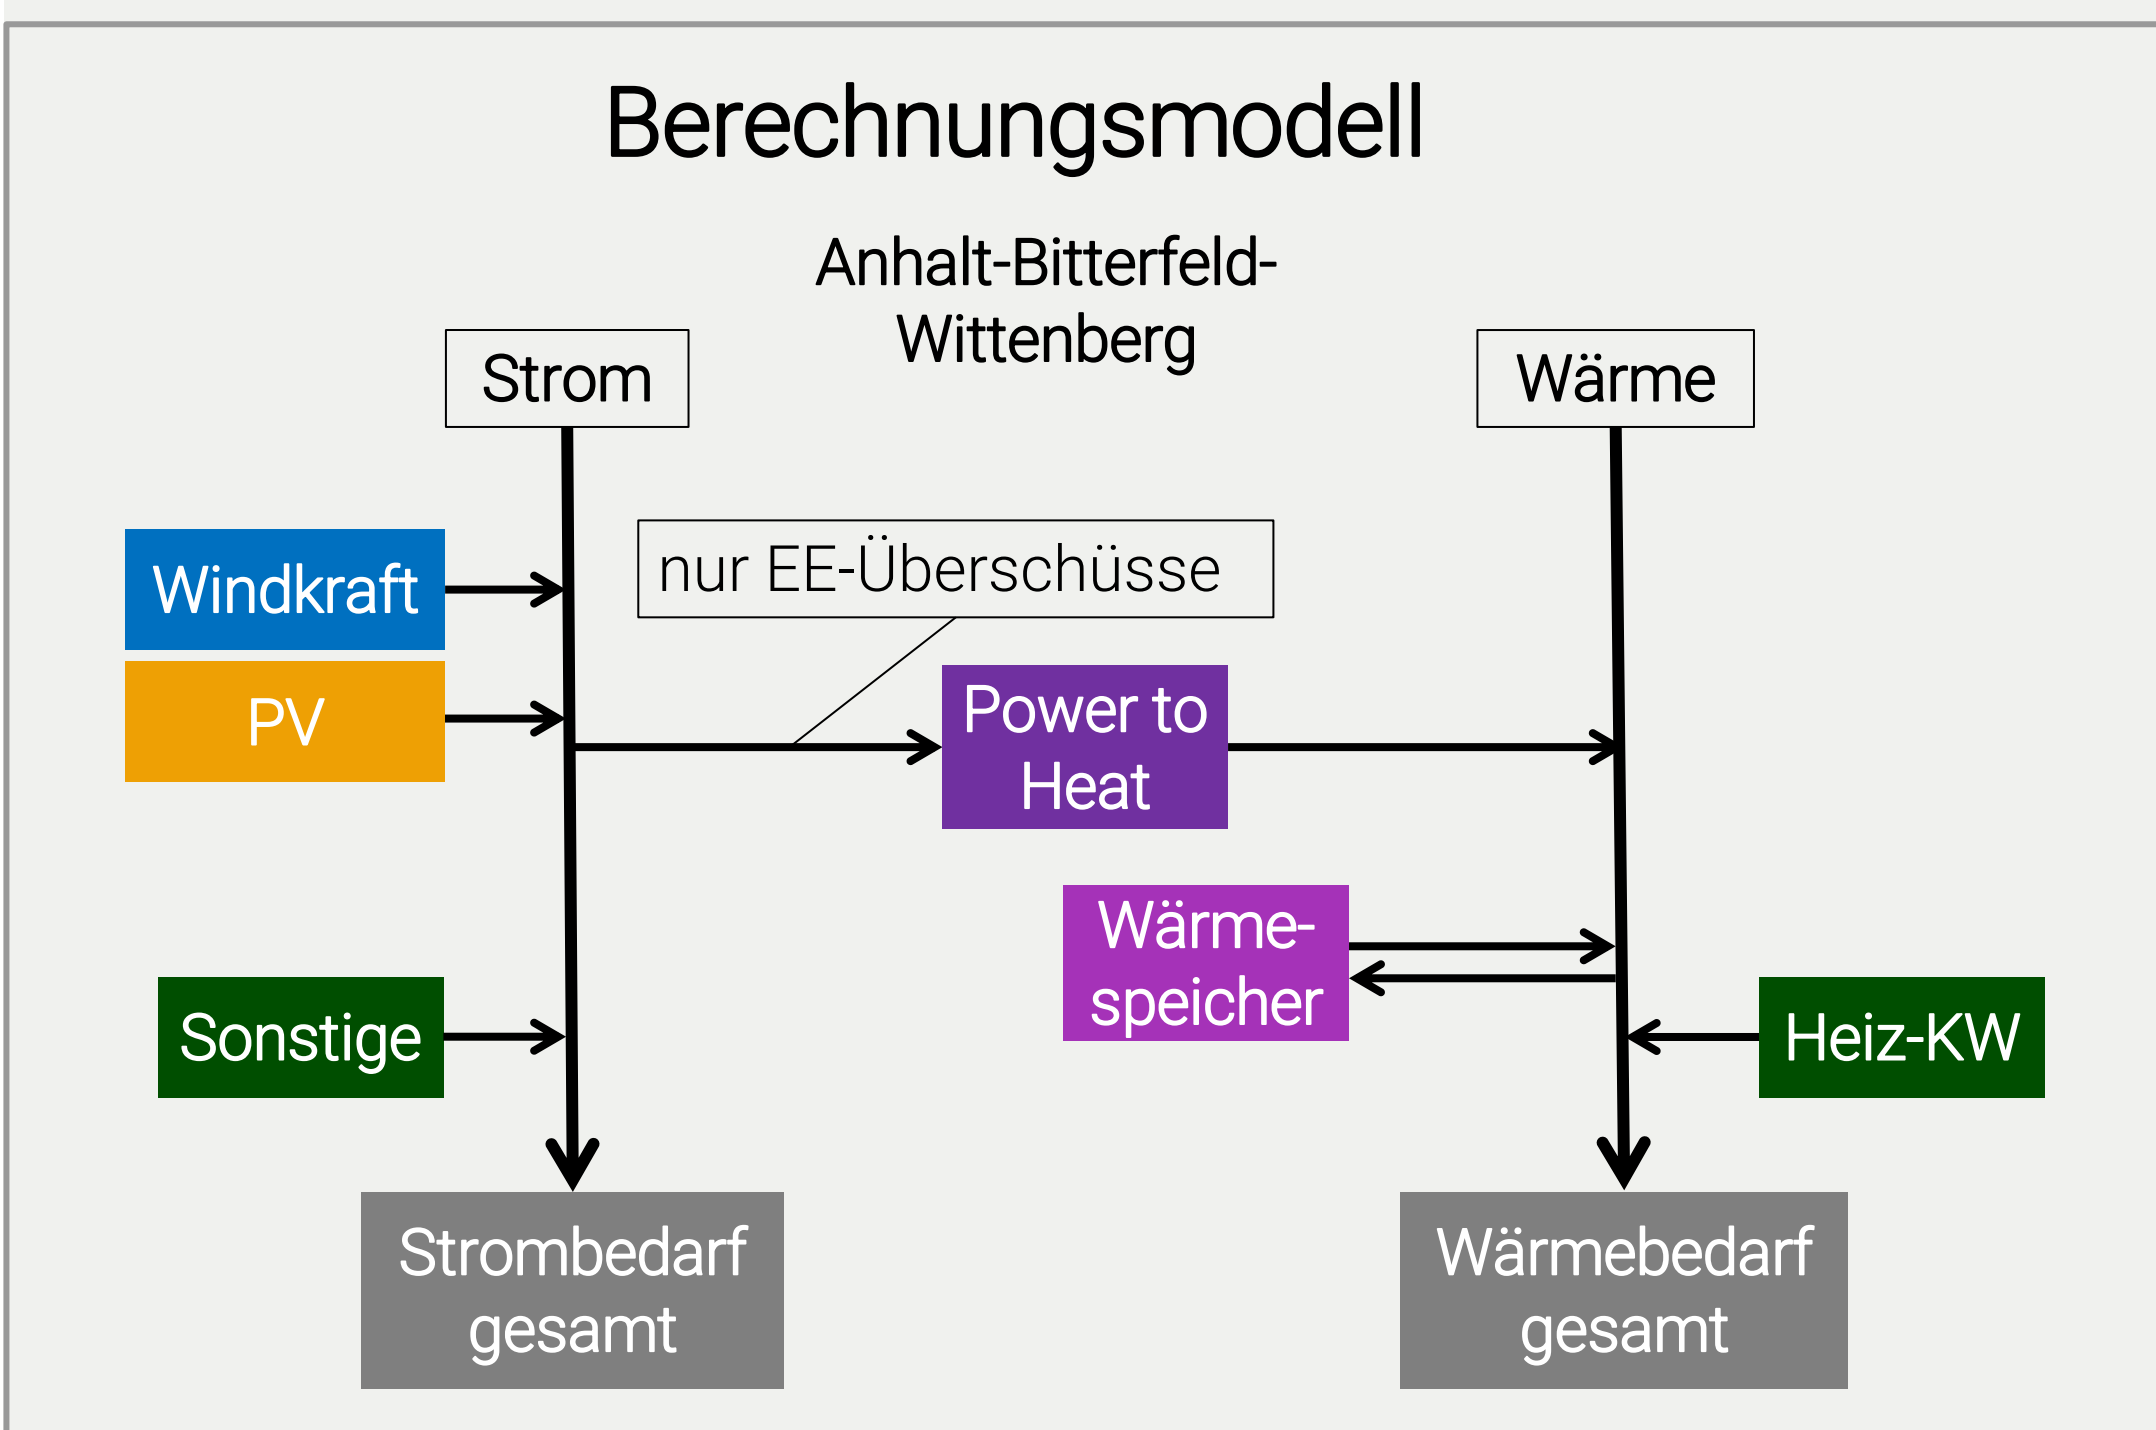 Berechnungsmodell
Anhalt-Bitterfeld-
Wittenberg
Strom
Wärme
nur EE-Überschüsse
Windkraft
PV
Power to
Heat
Wärme-
speicher
Sonstige
Heiz-KW
Strombedarf
gesamt
Wärmebedarf
gesamt